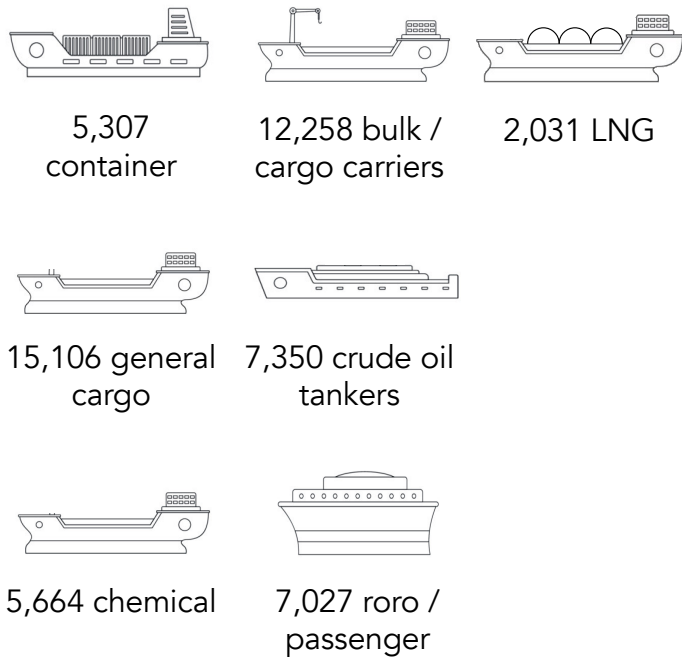 5,307
container
12,258 bulk /
cargo carriers
2,031 LNG
15,106 general
cargo
7,350 crude oil
tankers
5,664 chemical
7,027 roro /
passenger